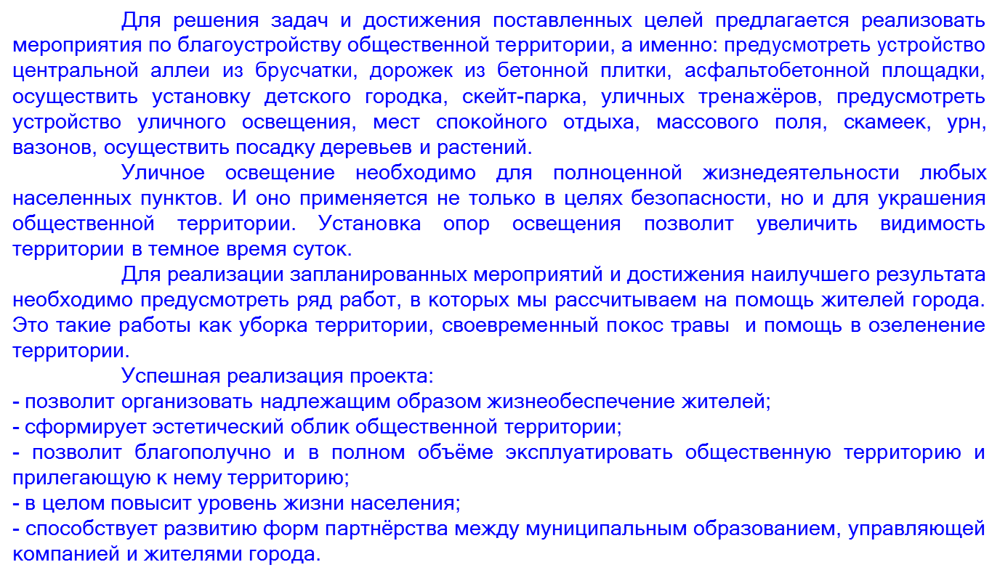 Для решения задач и достижения поставленных целей предлагается реализовать
мероприятия по благоустройству общественной территории, а именно: предусмотреть устройство
центральной аллеи из брусчатки, дорожек из бетонной плитки, асфальтобетонной площадки,
осуществить установку детского городка, скейт-парка, уличных тренажёров, предусмотреть
устройство уличного освещения, мест спокойного отдыха, массового поля, скамеек, урн,
вазонов, осуществить посадку деревьев и растений.
Уличное освещение необходимо для полноценной жизнедеятельности любых
населенных пунктов. И оно применяется не только в целях безопасности, но и для украшения
общественной территории. Установка опор освещения позволит увеличить видимость
территории в темное время суток.
Для реализации запланированных мероприятий и достижения наилучшего результата
необходимо предусмотреть ряд работ, в которых мы рассчитываем на помощь жителей города.
Это такие работы как уборка территории, своевременный покос травы  и помощь в озеленение
территории.
Успешная реализация проекта:
- позволит организовать надлежащим образом жизнеобеспечение жителей;
- сформирует эстетический облик общественной территории;
- позволит благополучно и в полном объёме эксплуатировать общественную территорию и
прилегающую к нему территорию;
- в целом повысит уровень жизни населения;
- способствует развитию форм партнёрства между муниципальным образованием, управляющей
компанией и жителями города.